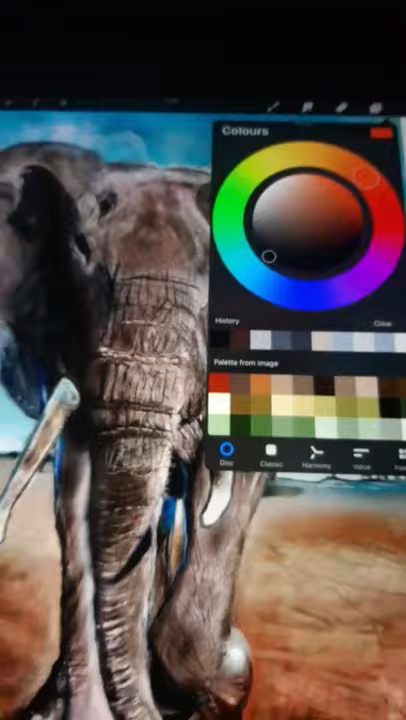 Colours
History Clear
Palette from image
Disc Classic Harmony Value